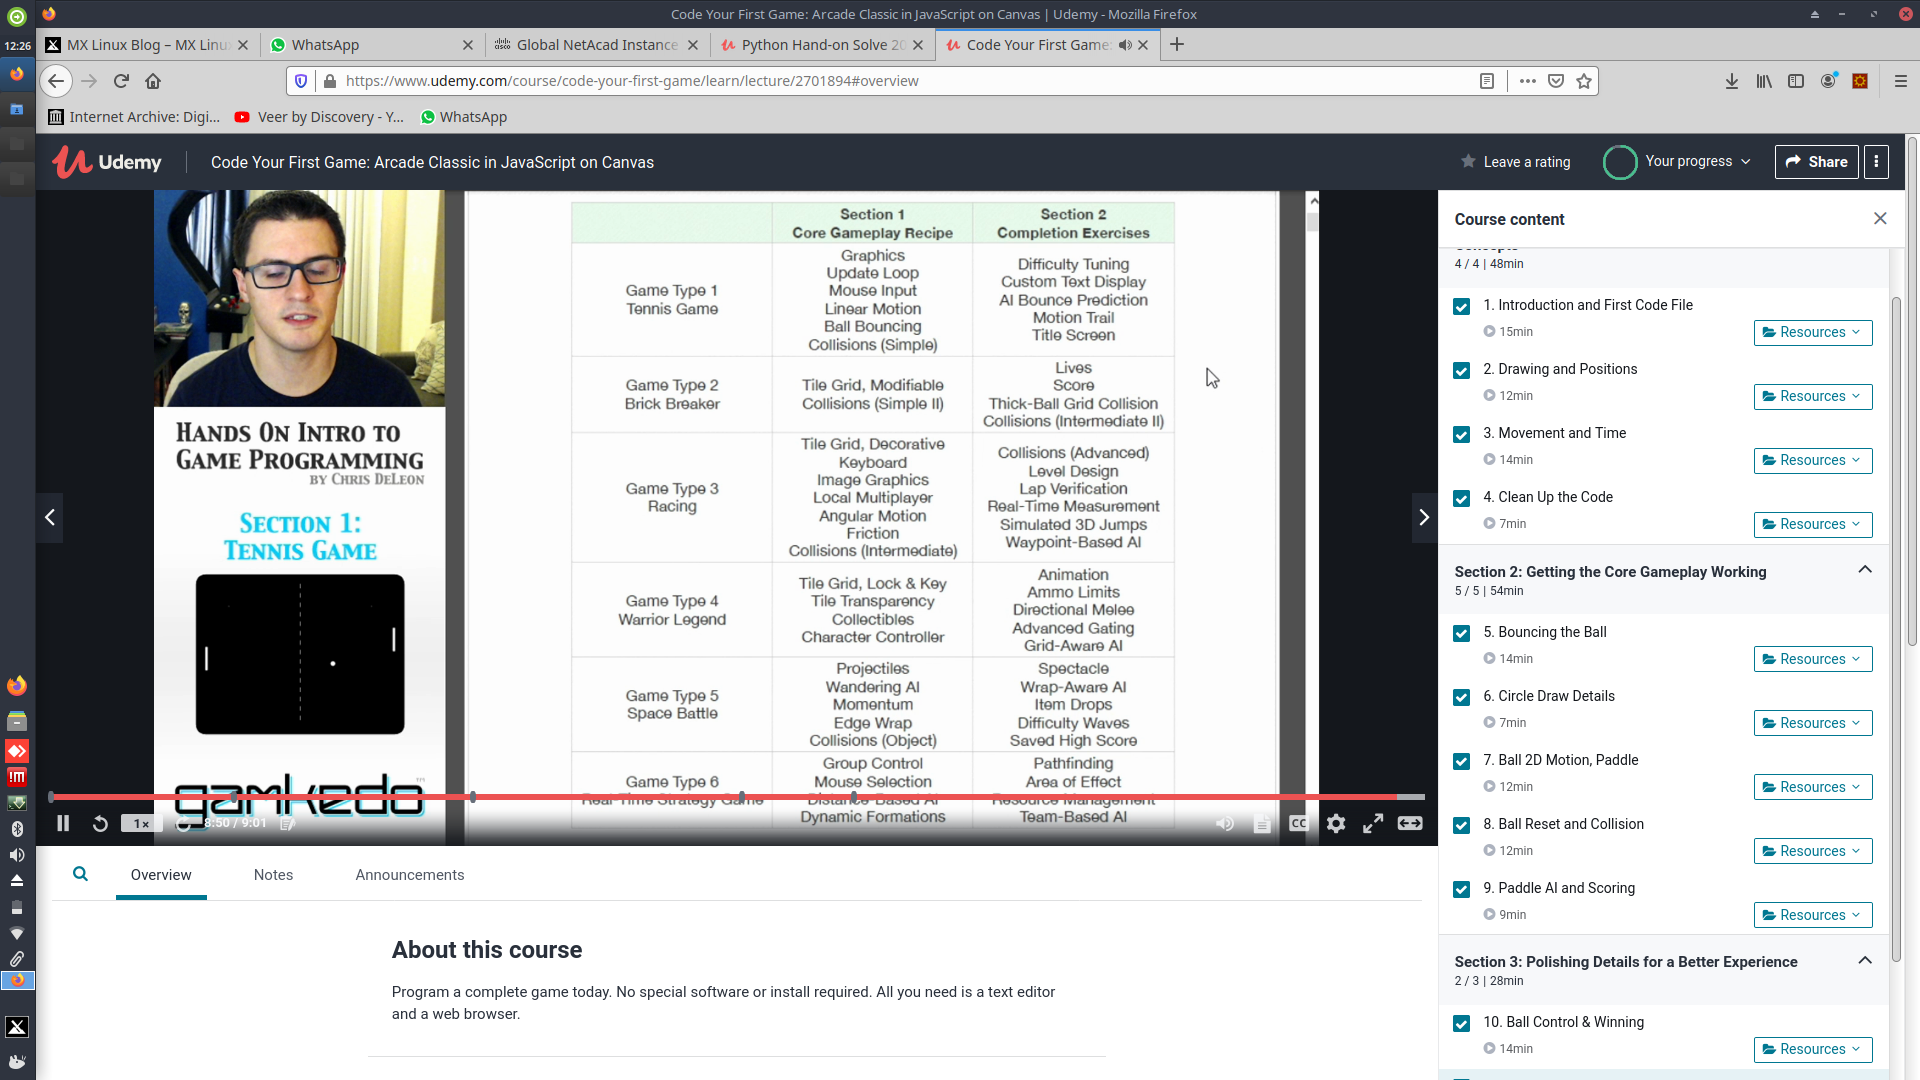 Code Your First Game: Arcade Classic in JavaScript on Canvas | Udemy - Mozilla Firefox
12:26
MX Linux Blog – MX Linu
WhatsApp
Global NetAcad Instance
Python Hand-on Solve 20
Code Your First Game:
https://www.udemy.com/course/code-your-first-game/learn/lecture/2701894#overview
Internet Archive: Digi...
Veer by Discovery - Y...
WhatsApp
Udemy
Code Your First Game: Arcade Classic in JavaScript on Canvas
Leave a rating
Your progress
Share
HANDS ON INTRO TO
GAME PROGRAMMING
BY CHRIS DELEON
SECTION 1:
TENNIS GAME
gamkedo
TM
Section 1
Core Gameplay Recipe
Section 2
Completion Exercises
Game Type 1
Tennis Game
Graphics
Update Loop
Mouse Input
Linear Motion
Ball Bouncing
Collisions (Simple)
Difficulty Tuning
Custom Text Display
AI Bounce Prediction
Motion Trail
Title Screen
Game Type 2
Brick Breaker
Tile Grid, Modifiable
Collisions (Simple II)
Lives
Score
Thick-Ball Grid Collision
Collisions (Intermediate II)
Game Type 3
Racing
Tile Grid, Decorative
Keyboard
Image Graphics
Local Multiplayer
Angular Motion
Friction
Collisions (Intermediate)
Collisions (Advanced)
Level Design
Lap Verification
Real-Time Measurement
Simulated 3D Jumps
Waypoint-Based AI
Game Type 4
Warrior Legend
Tile Grid, Lock & Key
Tile Transparency
Collectibles
Character Controller
Animation
Ammo Limits
Directional Melee
Advanced Gating
Grid-Aware AI
Game Type 5
Space Battle
Projectiles
Wandering AI
Momentum
Edge Wrap
Collisions (Object)
Spectacle
Wrap-Aware AI
Item Drops
Difficulty Waves
Saved High Score
Game Type 6
Real-Time Strategy Game
Group Control
Mouse Selection
Distance-Based AI
Dynamic Formations
Pathfinding
Area of Effect
Resource Management
Team-Based AI
1×
8:50 / 9:01
CC
Overview
Notes
Announcements
About this course
Program a complete game today. No special software or install required. All you need is a text editor
and a web browser.
Course content
Concepts
4 / 4 | 48min
1. Introduction and First Code File
15min
Resources
2. Drawing and Positions
12min
Resources
3. Movement and Time
14min
Resources
4. Clean Up the Code
7min
Resources
Section 2: Getting the Core Gameplay Working
5 / 5 | 54min
5. Bouncing the Ball
14min
Resources
6. Circle Draw Details
7min
Resources
7. Ball 2D Motion, Paddle
12min
Resources
8. Ball Reset and Collision
12min
Resources
9. Paddle AI and Scoring
9min
Resources
Section 3: Polishing Details for a Better Experience
2 / 3 | 28min
10. Ball Control & Winning
14min
Resources